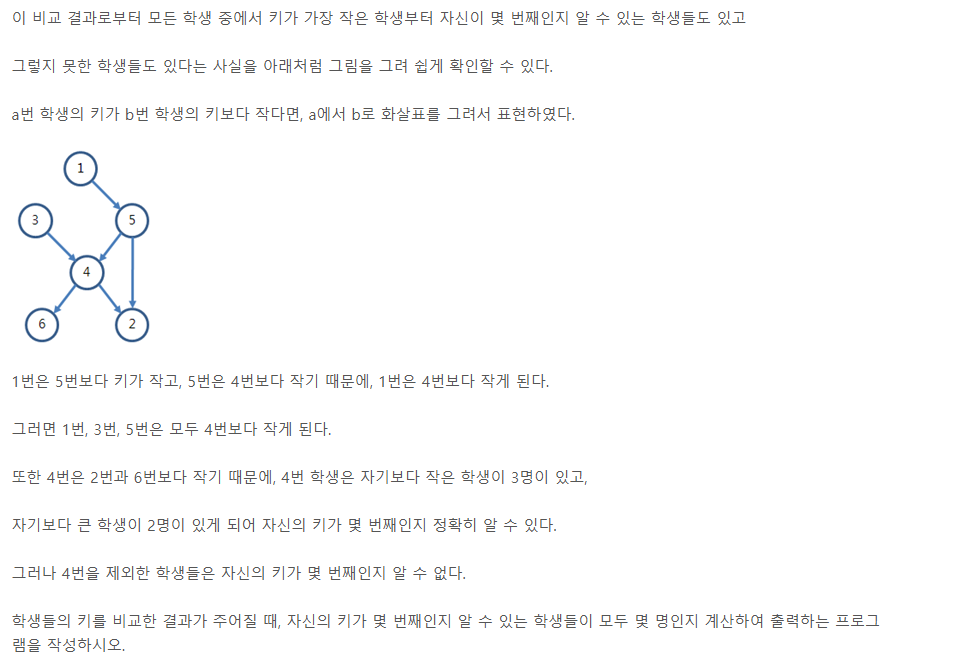 이 비교 결과로부터 모든 학생 중에서 키가 가장 작은 학생부터 자신이 몇 번째인지 알 수 있는 학생들도 있고
그렇지 못한 학생들도 있다는 사실을 아래처럼 그림을 그려 쉽게 확인할 수 있다.
a번 학생의 키가 b번 학생의 키보다 작다면, a에서 b로 화살표를 그려서 표현하였다.
1
3
5
4
6
2
1번은 5번보다 키가 작고, 5번은 4번보다 작기 때문에, 1번은 4번보다 작게 된다.
그러면 1번, 3번, 5번은 모두 4번보다 작게 된다.
또한 4번은 2번과 6번보다 작기 때문에, 4번 학생은 자기보다 작은 학생이 3명이 있고,
자기보다 큰 학생이 2명이 있게 되어 자신의 키가 몇 번째인지 정확히 알 수 있다.
그러나 4번을 제외한 학생들은 자신의 키가 몇 번째인지 알 수 없다.
학생들의 키를 비교한 결과가 주어질 때, 자신의 키가 몇 번째인지 알 수 있는 학생들이 모두 몇 명인지 계산하여 출력하는 프로그
램을 작성하시오.